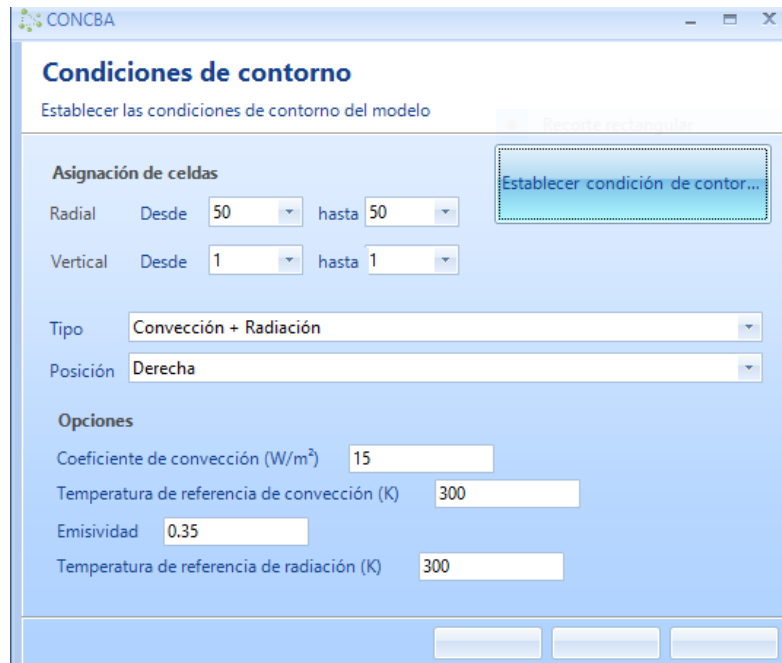 CONCBA
Condiciones de contorno
Establecer las condiciones de contorno del modelo
Recorte rectangular
Asignación de celdas
Establecer condición de contor...
Radial Desde 50 hasta 50
Vertical Desde 1 hasta 1
Tipo Convección + Radiación
Posición Derecha
Opciones
Coeficiente de convección (W/m²) 15
Temperatura de referencia de convección (K) 300
Emisividad 0.35
Temperatura de referencia de radiación (K) 300